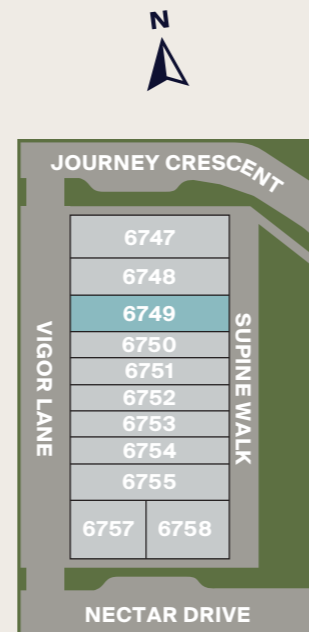 N
JOURNEY CRESCENT
6747
6748
6749
6750
6751
6752
6753
6754
6755
6757 6758
VIGOR LANE
SUPINE WALK
NECTAR DRIVE